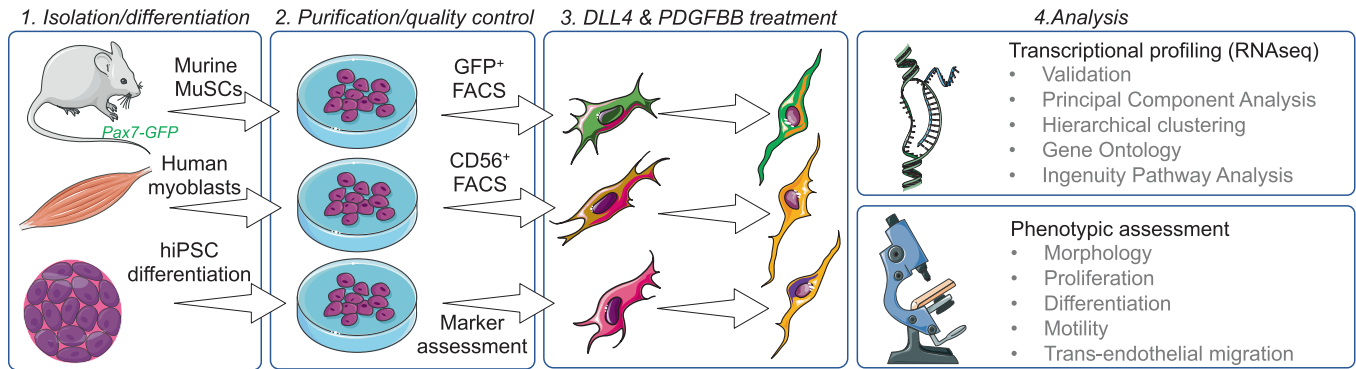 1. Isolation/differentiation
2. Purification/quality control
3. DLL4 & PDGFBB treatment
4.Analysis
Murine
MuSCs
Pax7-GFP
Human
myoblasts
hiPSC
differentiation
GFP⁺
FACS
CD56⁺
FACS
Marker
assessment
Transcriptional profiling (RNAseq)
• Validation
• Principal Component Analysis
• Hierarchical clustering
• Gene Ontology
• Ingenuity Pathway Analysis
Phenotypic assessment
• Morphology
• Proliferation
• Differentiation
• Motility
• Trans-endothelial migration